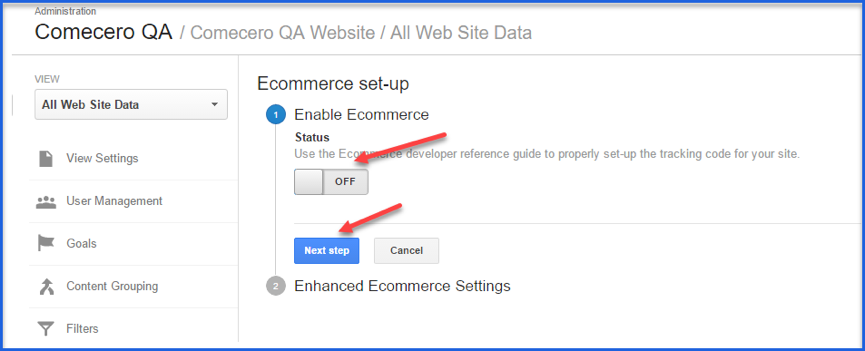 Administration
Comecero QA / Comecero QA Website / All Web Site Data
VIEW
All Web Site Data
View Settings
User Management
Goals
Content Grouping
Filters
Ecommerce set-up
1 Enable Ecommerce
Status
Use the Ecommerce developer reference guide to properly set-up the tracking code for your site.
OFF
Next step Cancel
2 Enhanced Ecommerce Settings